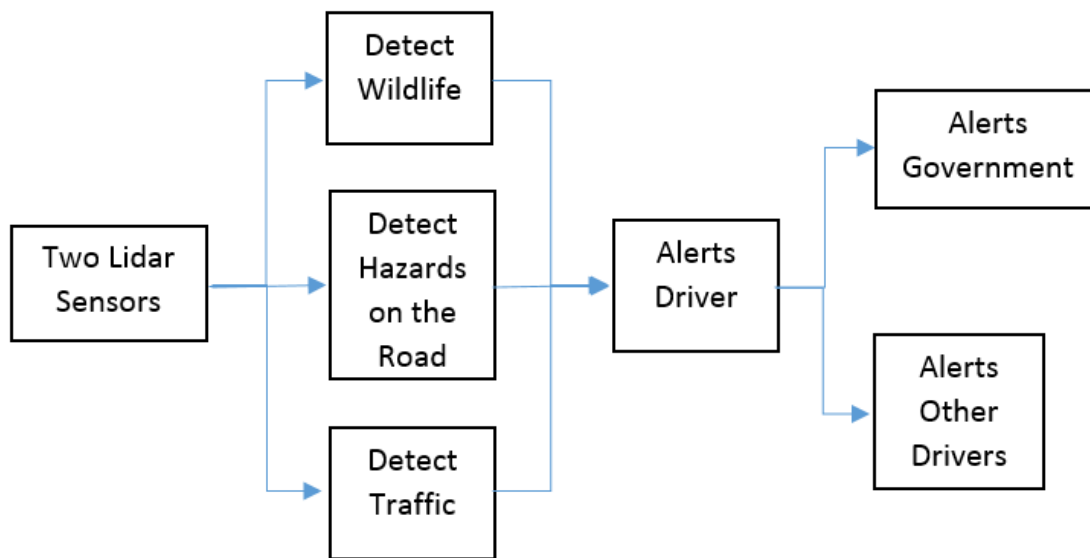 Two Lidar
Sensors
Detect
Wildlife
Detect
Hazards
on the
Road
Detect
Traffic
Alerts
Driver
Alerts
Government
Alerts
Other
Drivers